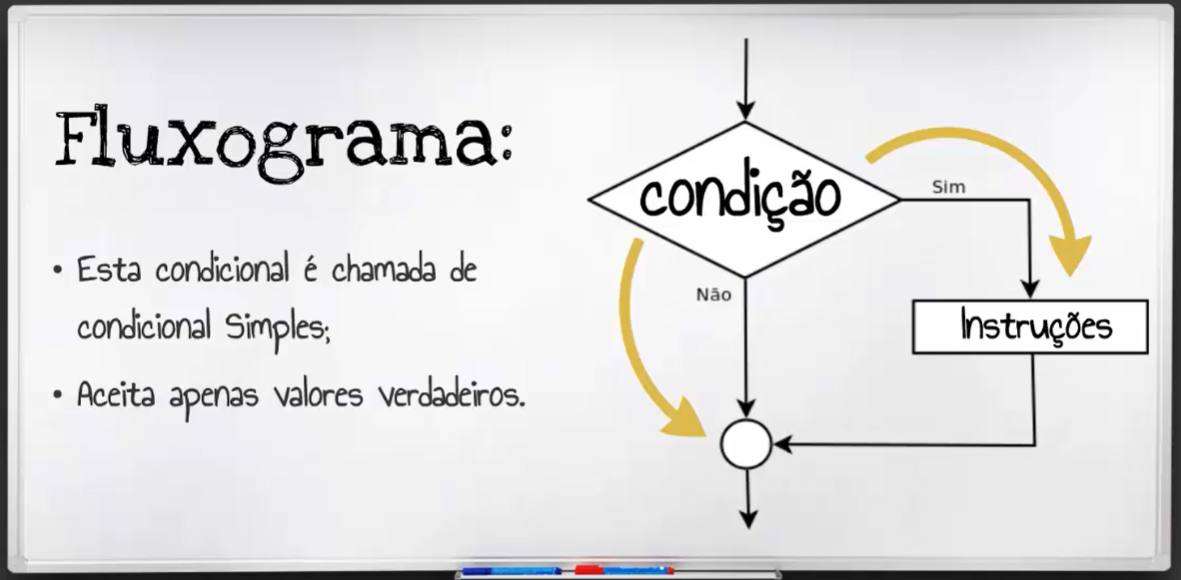 Fluxograma:
• Esta condicional é chamada de
condicional Simples;
• Aceita apenas valores verdadeiros.
condição
Sim
Não
Instruções